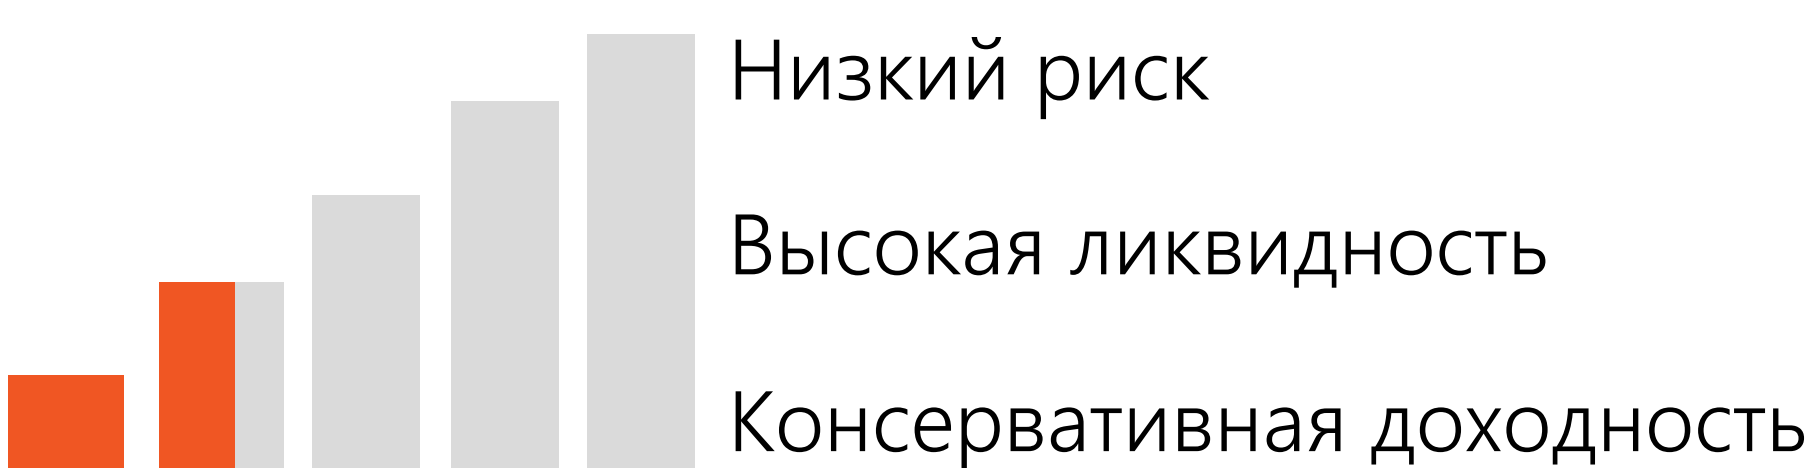 Низкий риск
Высокая ликвидность
Консервативная доходность